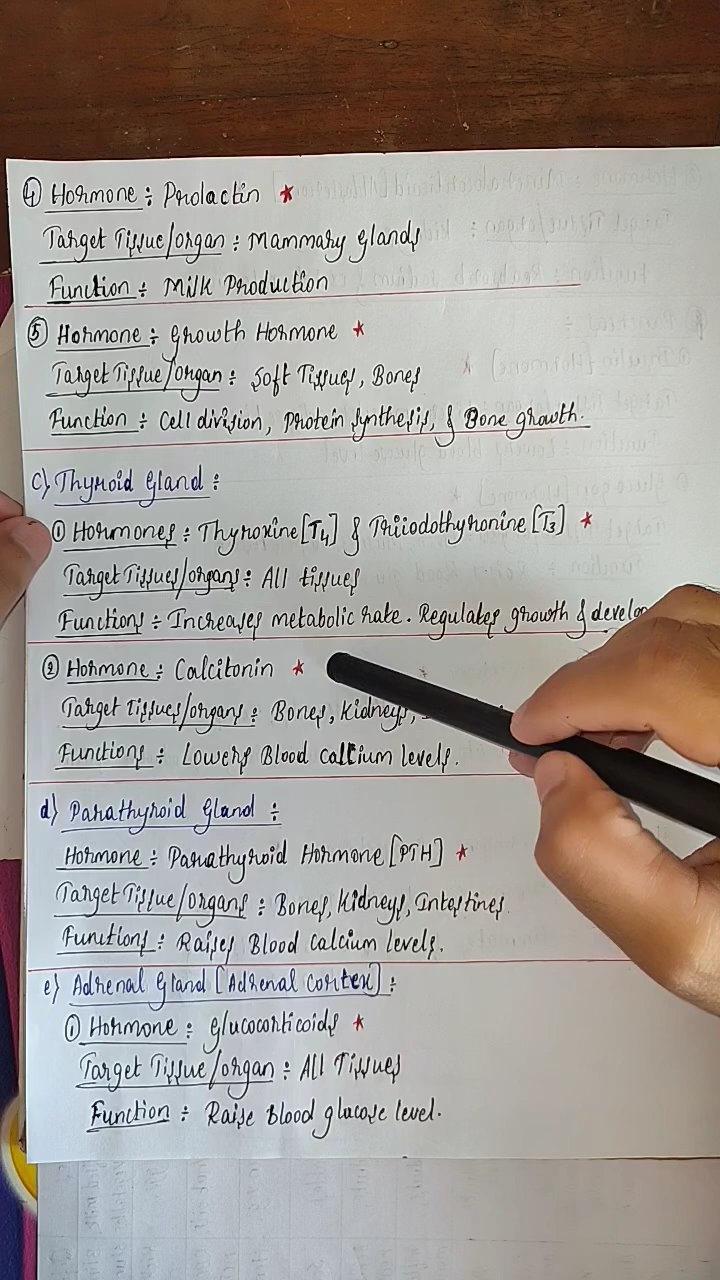 ④ Hormone : Prolactin *
Target Tissue/organ : Mammary Glands
Function : Milk Production
⑤ Hormone : Growth Hormone *
Target Tissue/organ : Soft Tissues, Bones
Function : Cell division, Protein synthesis, & Bone growth.
c) Thyroid Gland :
① Hormones : Thyroxine [T4] & Triiodothyronine [T3] *
Target Tissues/organs : All tissues
Functions : Increases metabolic rate. Regulates growth & develo
② Hormone : Calcitonin *
Target tissues/organs : Bones, Kidneys,
Functions : Lowers Blood calcium levels.
d) Parathyroid Gland :
Hormone : Parathyroid Hormone [PTH] *
Target Tissue/organs : Bones, Kidneys, Intestines
Functions : Raises Blood calcium levels.
e) Adrenal Gland [Adrenal Cortex] :
① Hormone : Glucocorticoids *
Target Tissue/organ : All Tissues
Function : Raise Blood glucose level.